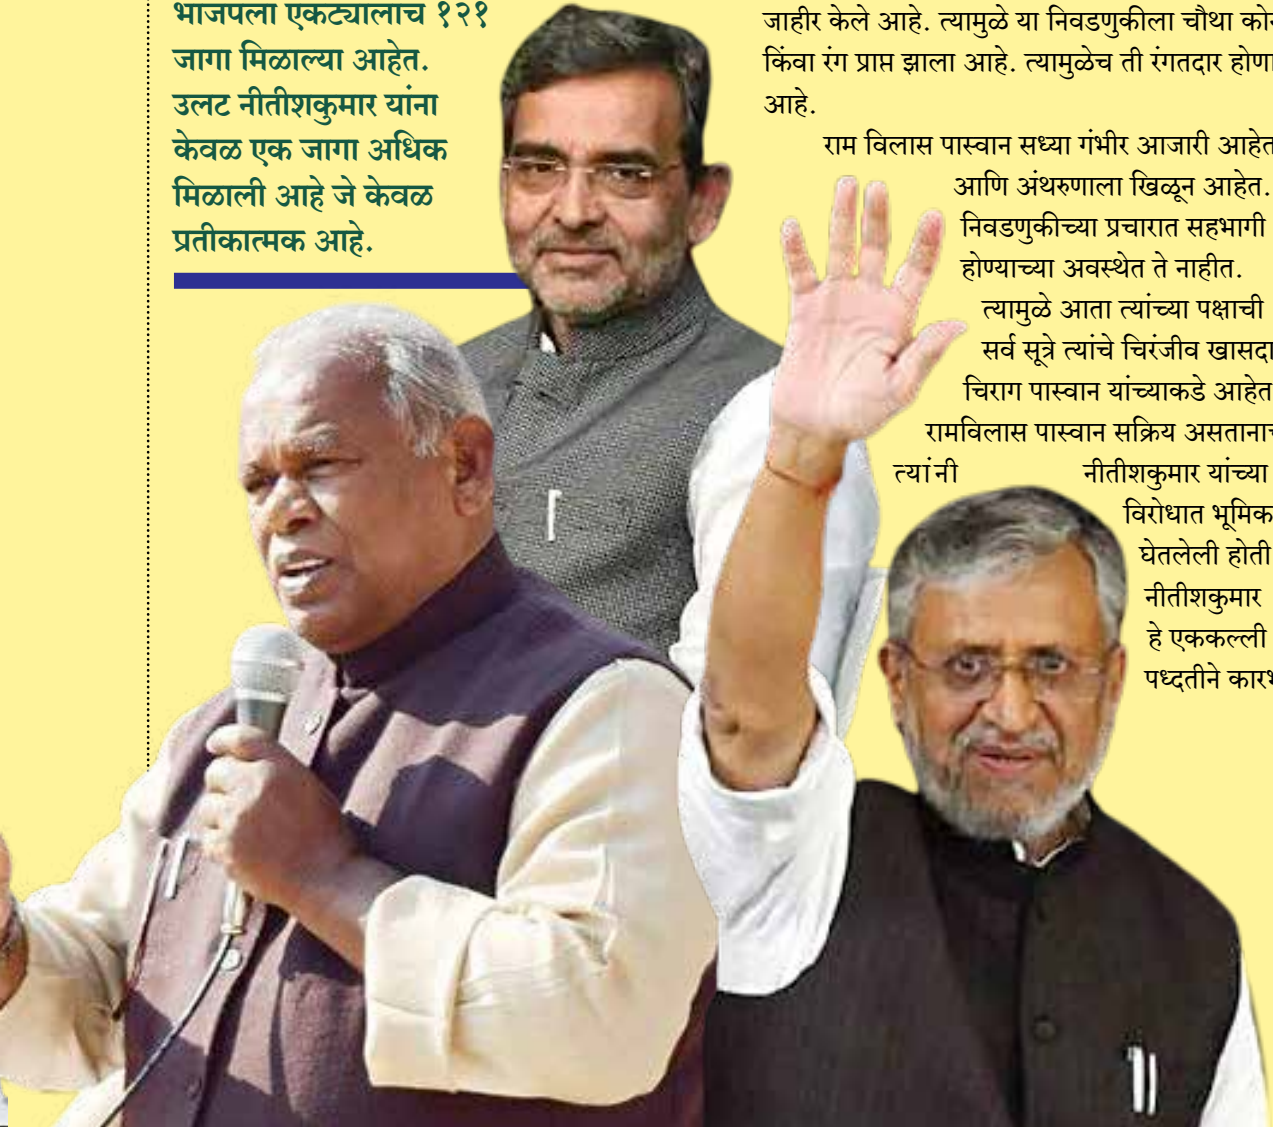 भाजपला एकट्यालाच १२१
जागा मिळाल्या आहेत.
उलट नीतीशकुमार यांना
केवळ एक जागा अधिक
मिळाली आहे जे केवळ
प्रतीकात्मक आहे.
जाहीर केले आहे. त्यामुळे या निवडणुकीला चौथा
किंवा रंग प्राप्त झाला आहे. त्यामुळेच ती रंगतदार
आहे.
राम विलास पास्वान सध्या गंभीर आजारी आहेत
आणि अंथरुणाला खिळून आहेत.
निवडणुकीच्या प्रचारात सहभागी
होण्याच्या अवस्थेत ते नाहीत.
त्यामुळे आता त्यांच्या पक्षाची
सर्व सूत्रे त्यांचे चिरंजीव
चिराग पास्वान यांच्याकडे आहेत
रामविलास पास्वान सक्रिय
त्यांनी नीतीशकुमार यांच्या
विरोधात
घेतलेली होती
नीतीशकुमार
हे एककल्ली
पध्दतीने